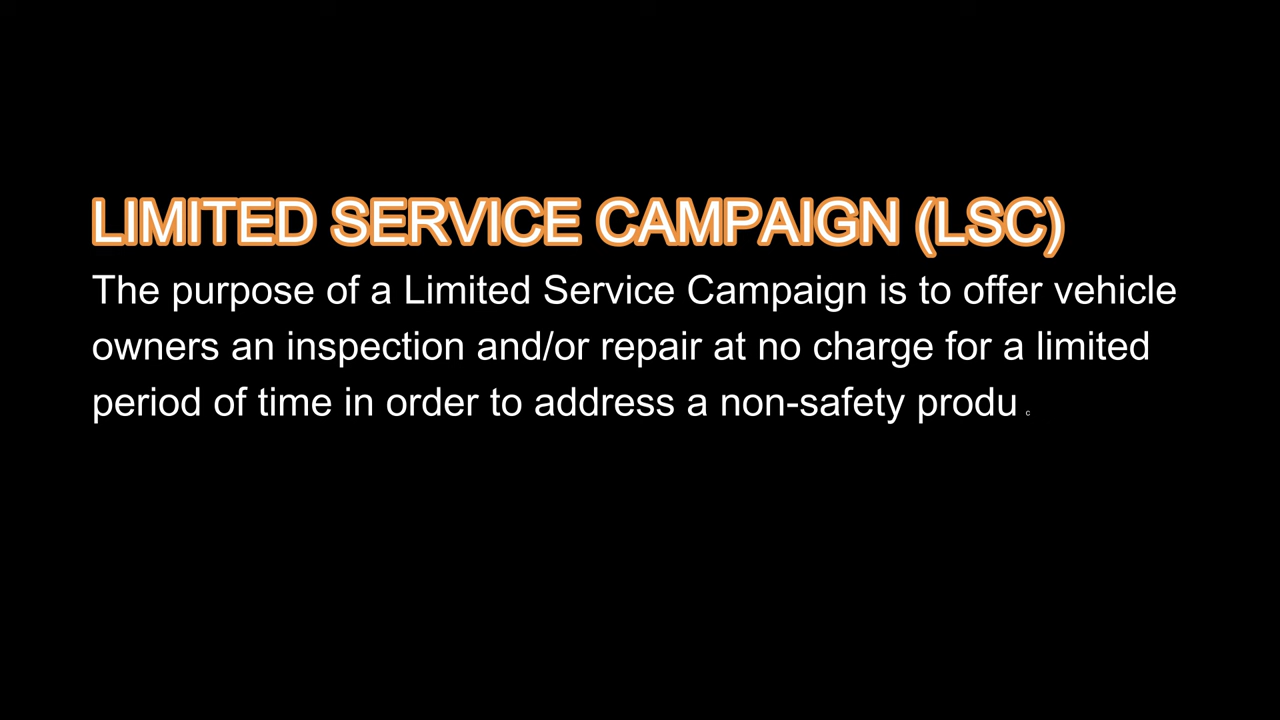 LIMITED SERVICE CAMPAIGN (LSC)
The purpose of a Limited Service Campaign is to offer vehicle
owners an inspection and/or repair at no charge for a limited
period of time in order to address a non-safety produc